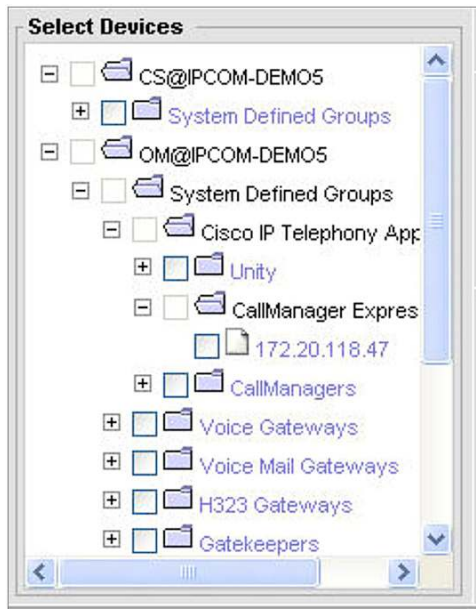 Select Devices
CS@IPCOM-DEMO5
System Defined Groups
OM@IPCOM-DEMO5
System Defined Groups
Cisco IP Telephony App
Unity
CallManager Expres
172.20.118.47
CallManagers
Voice Gateways
Voice Mail Gateways
H323 Gateways
Gatekeepers